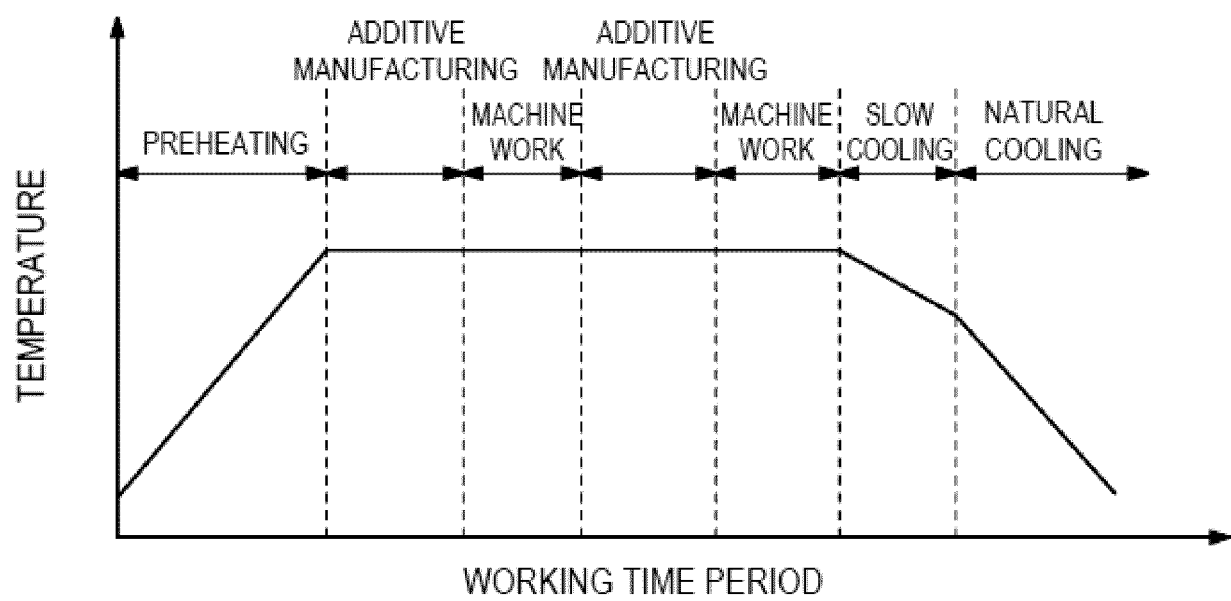 ADDITIVE
MANUFACTURING
ADDITIVE
MANUFACTURING
PREHEATING
MACHINE
WORK
MACHINE
WORK
SLOW
COOLING
NATURAL
COOLING
TEMPERATURE
WORKING TIME PERIOD